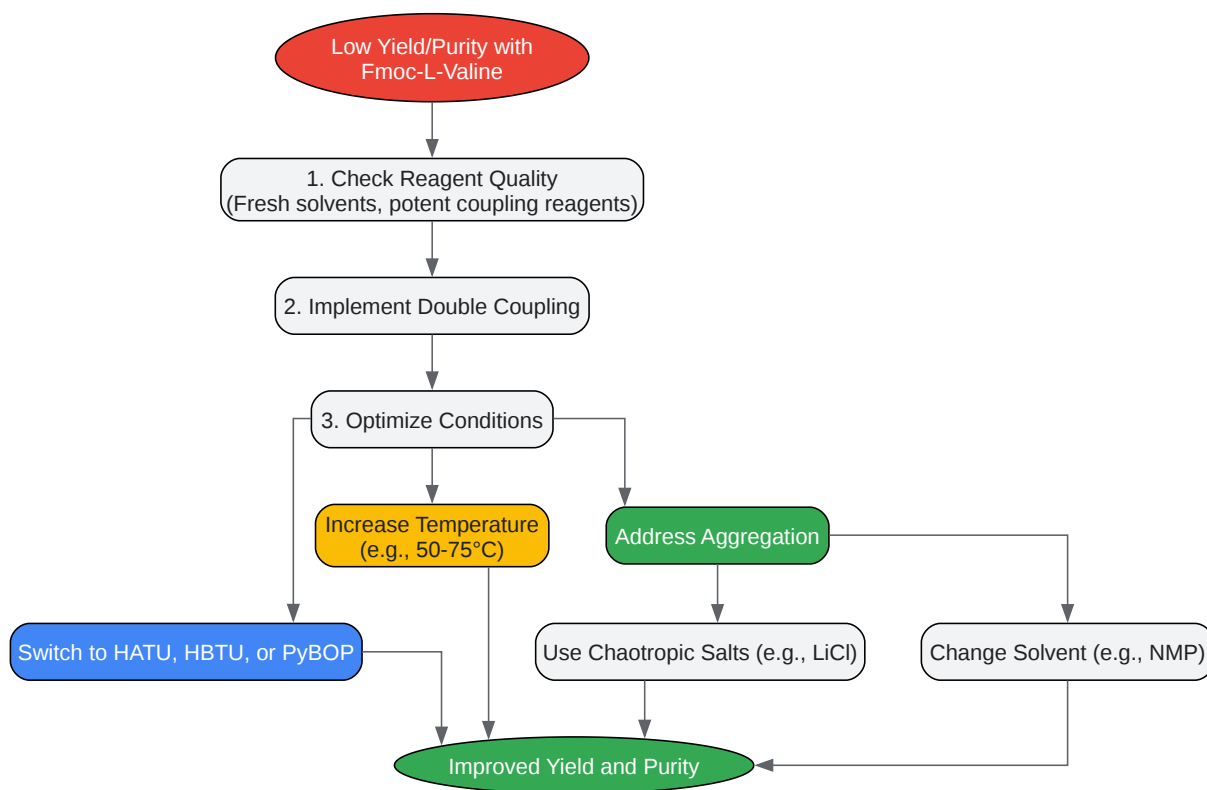 Low Yield/Purity with
Fmoc-L-Valine
1. Check Reagent Quality
(Fresh solvents, potent coupling reagents)
2. Implement Double Coupling
3. Optimize Conditions
Increase Temperature
(e.g., 50-75°C)
Address Aggregation
Switch to HATU, HBTU, or PyBOP
Use Chaotropic Salts (e.g., LiCl)
Change Solvent (e.g., NMP)
Improved Yield and Purity